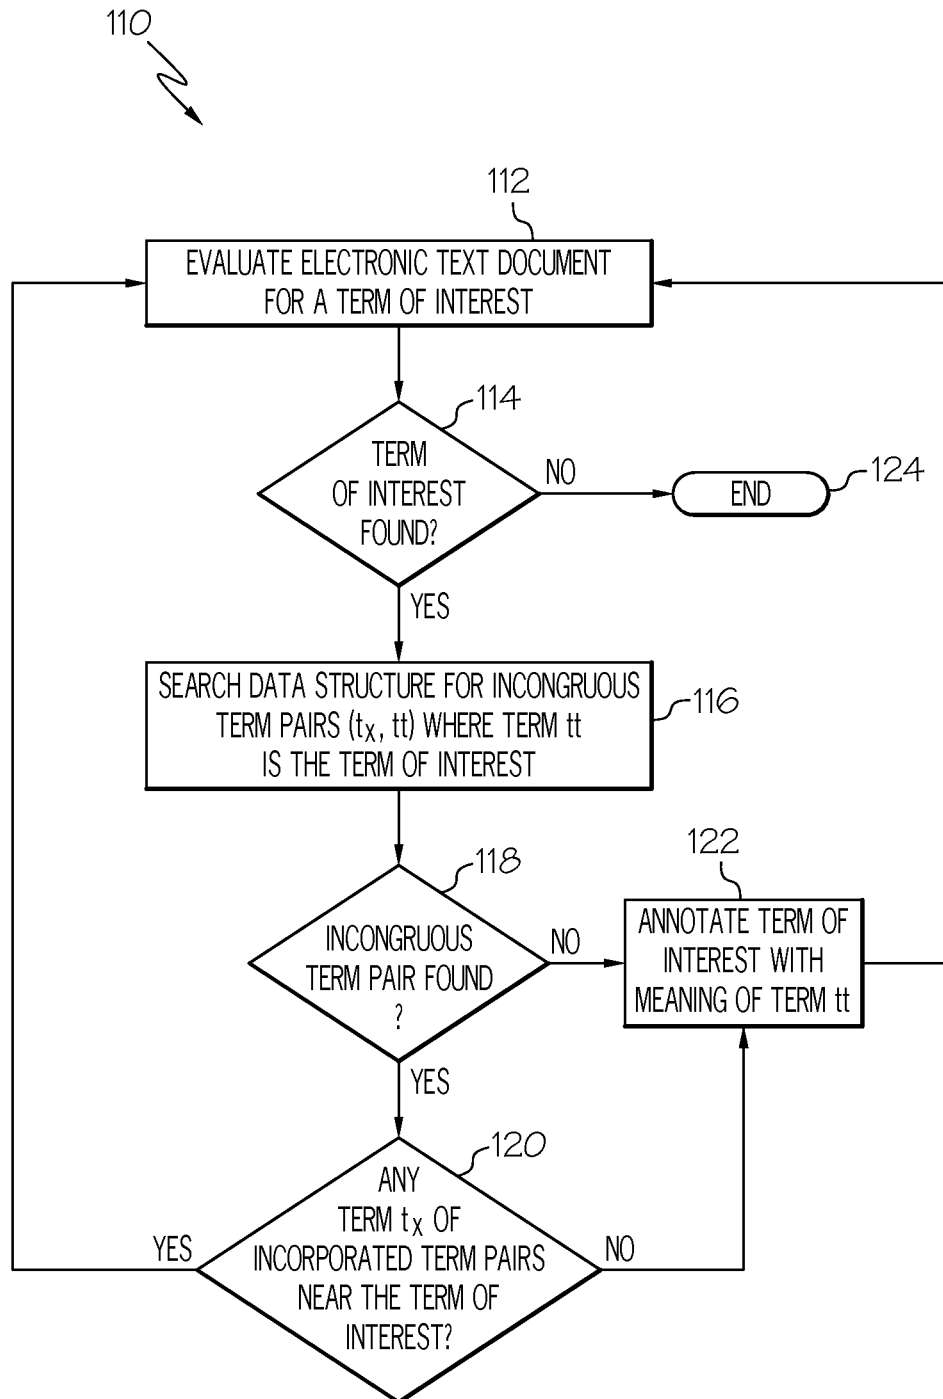 110
112
EVALUATE ELECTRONIC TEXT DOCUMENT
FOR A TERM OF INTEREST
114
TERM
OF INTEREST
FOUND?
NO
END
124
YES
SEARCH DATA STRUCTURE FOR INCONGRUOUS
TERM PAIRS (tx, tt) WHERE TERM tt
IS THE TERM OF INTEREST
116
118
INCONGRUOUS
TERM PAIR FOUND
?
NO
122
ANNOTATE TERM OF
INTEREST WITH
MEANING OF TERM tt
YES
120
ANY
TERM tx OF
INCORPORATED TERM PAIRS
NEAR THE TERM OF
INTEREST?
YES
NO